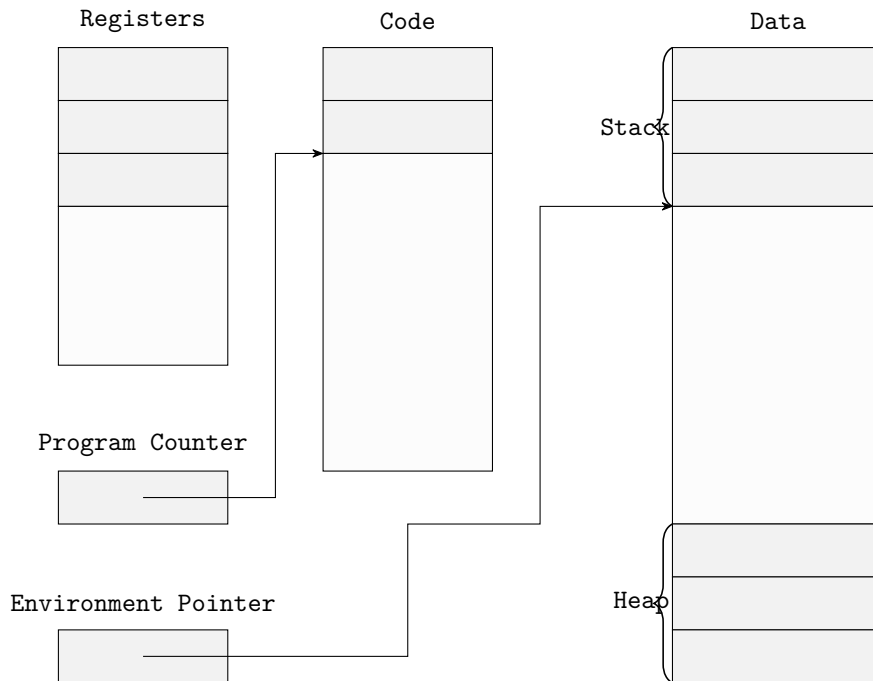 Registers
Code
Data
Stack
Program Counter
Environment Pointer
Heap